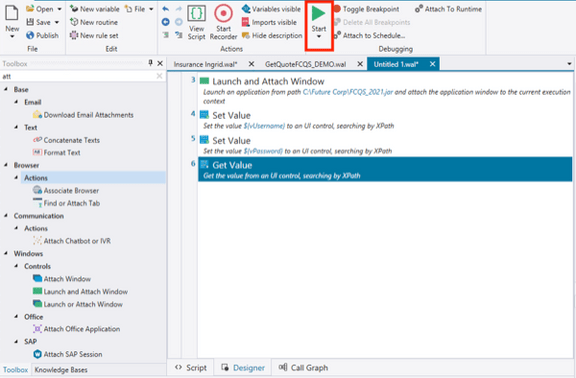 New
Open
Save
Publish
File
New variable
File
New routine
New rule set
Edit
View Script
Start Recorder
Variables visible
Imports visible
Hide description
Actions
Start
Toggle Breakpoint
Attach To Runtime
Delete All Breakpoints
Attach to Schedule...
Debugging
Toolbox
att
Base
Email
Download Email Attachments
Text
Concatenate Texts
Format Text
Browser
Actions
Associate Browser
Find or Attach Tab
Communication
Actions
Attach Chatbot or IVR
Windows
Controls
Attach Window
Launch and Attach Window
Launch or Attach Window
Office
Attach Office Application
SAP
Attach SAP Session
Toolbox Knowledge Bases
Insurance Ingrid.wal* GetQuoteFCQS_DEMO.wal Untitled 1.wal*
3 Launch and Attach Window
Launch an application from path C:\Future Corp\FCQS_2021.jar and attach the application window to the current execution
context
4 Set Value
Set the value ${vUsername} to an UI control, searching by XPath
5 Set Value
Set the value ${vPassword} to an UI control, searching by XPath
6 Get Value
Get the value from an UI control, searching by XPath
Script Designer Call Graph